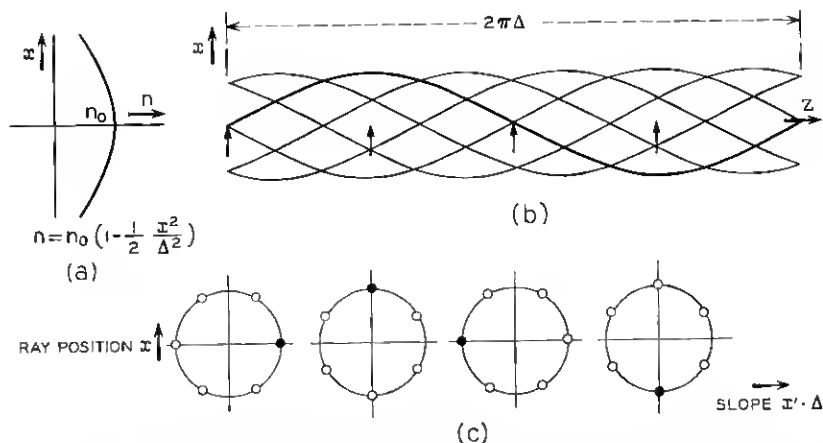 (a)
x
n
n₀
n=n₀(1-½ x²/Δ²)
(b)
x
2πΔ
z
RAY POSITION x
SLOPE x'·Δ
(c)